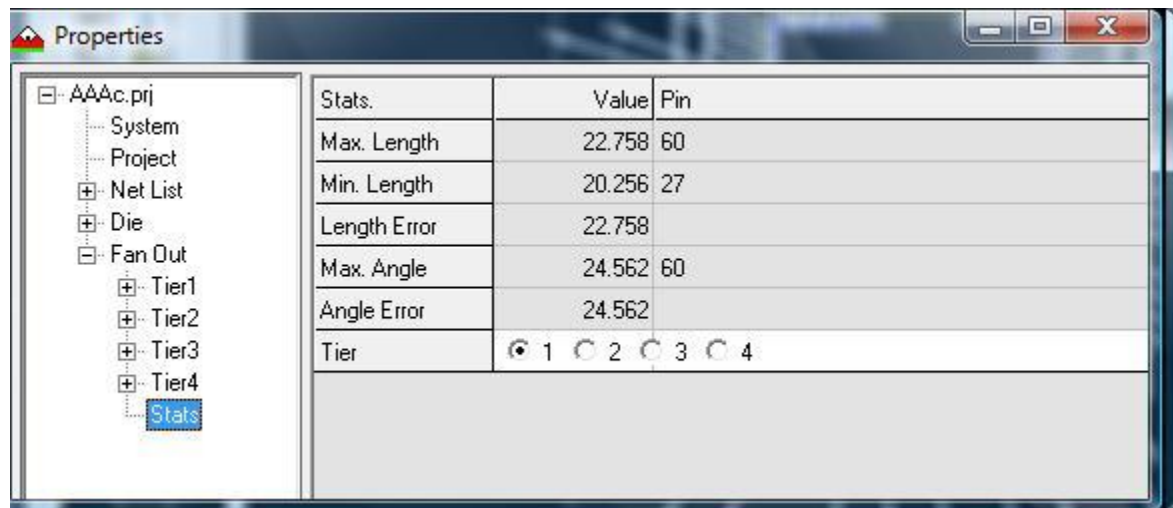 Properties
AAAc.prj
System
Project
Net List
Die
Fan Out
Tier1
Tier2
Tier3
Tier4
Stats
Stats. Value Pin
Max. Length 22.758 60
Min. Length 20.256 27
Length Error 22.758
Max. Angle 24.562 60
Angle Error 24.562
Tier 1 2 3 4